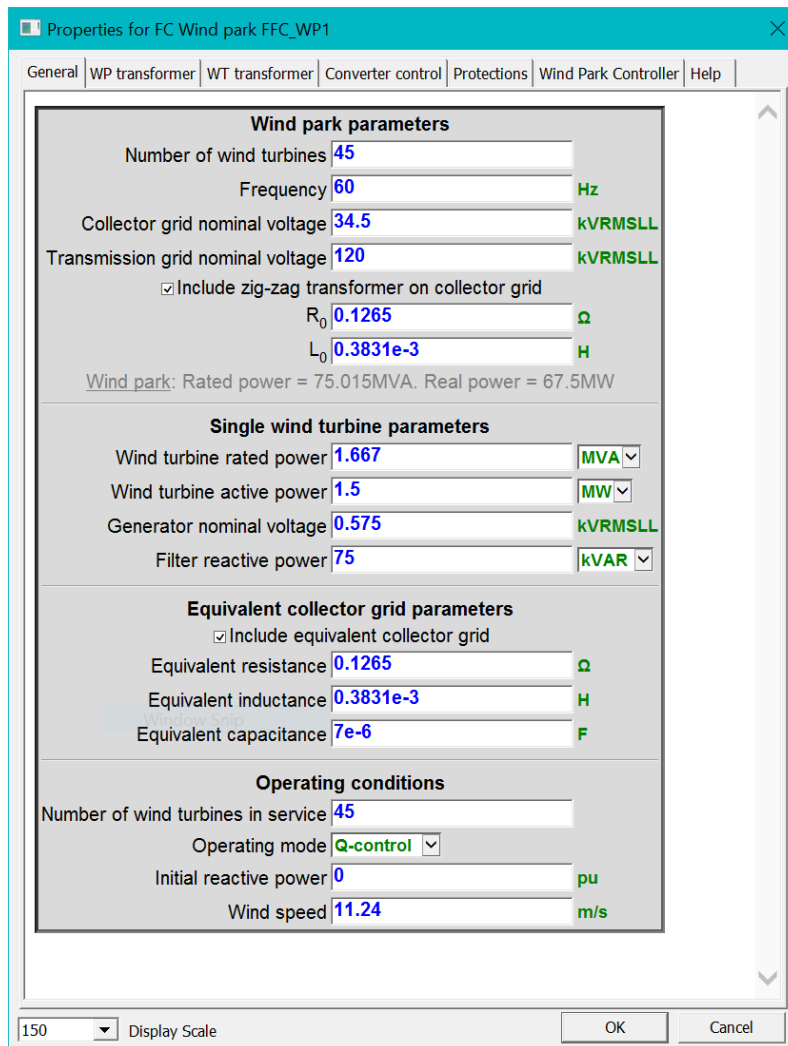 Properties for FC Wind park FFC_WP1
General WP transformer WT transformer Converter control Protections Wind Park Controller Help
Wind park parameters
Number of wind turbines 45
Frequency 60 Hz
Collector grid nominal voltage 34.5 kVRMSLL
Transmission grid nominal voltage 120 kVRMSLL
Include zig-zag transformer on collector grid
R0 0.1265 Ω
L0 0.3831e-3 H
Wind park: Rated power = 75.015MVA. Real power = 67.5MW
Single wind turbine parameters
Wind turbine rated power 1.667 MVA
Wind turbine active power 1.5 MW
Generator nominal voltage 0.575 kVRMSLL
Filter reactive power 75 kVAR
Equivalent collector grid parameters
Include equivalent collector grid
Equivalent resistance 0.1265 Ω
Equivalent inductance 0.3831e-3 H
Window Snip
Equivalent capacitance 7e-6 F
Operating conditions
Number of wind turbines in service 45
Operating mode Q-control
Initial reactive power 0 pu
Wind speed 11.24 m/s
150 Display Scale OK Cancel